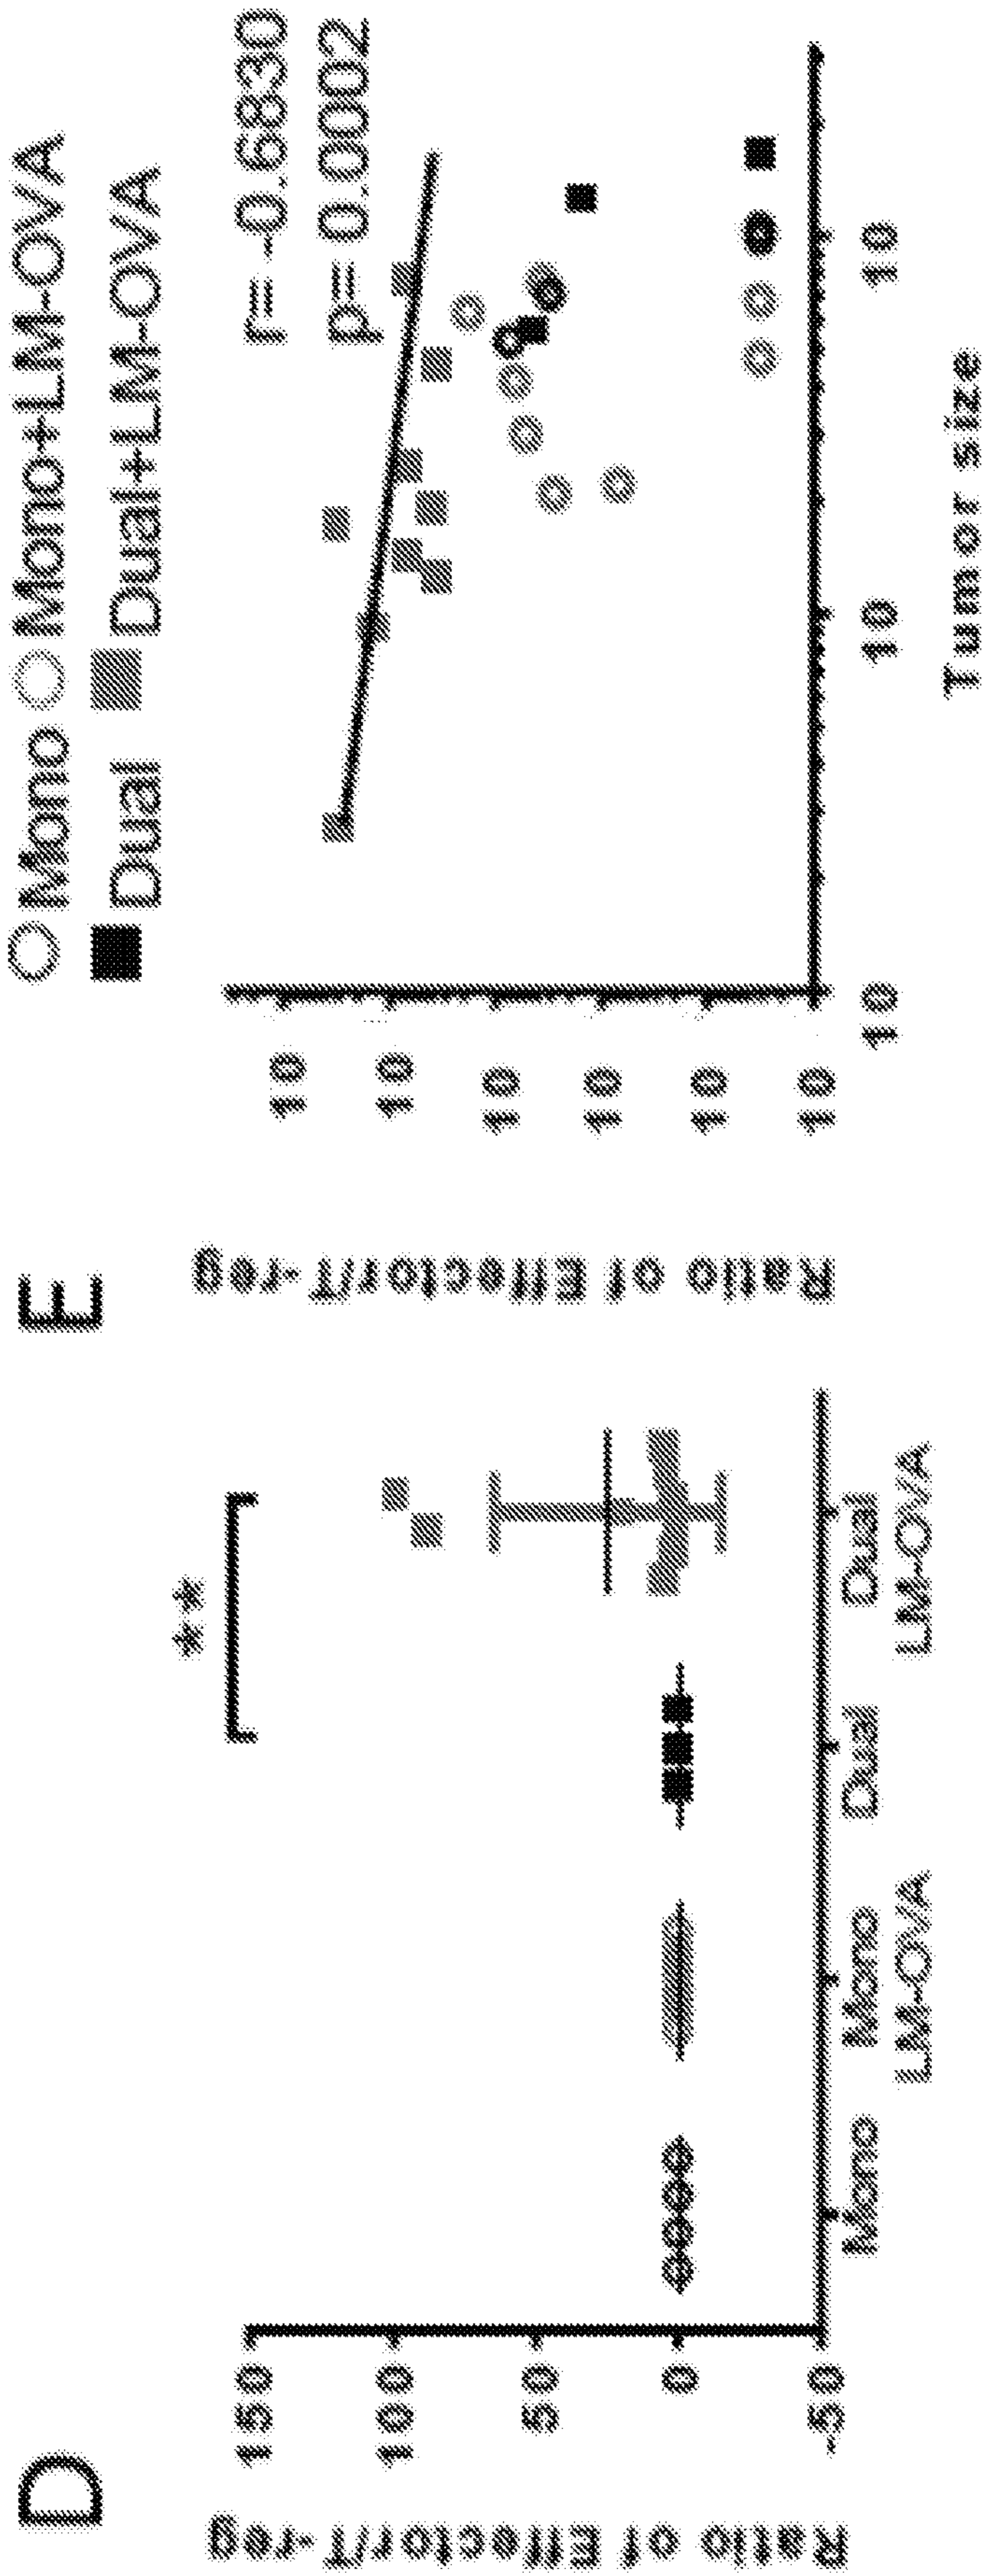 D
Ratio of Effector/T-reg
150
100
50
0
-50
**
Mono
Mono
LM-OVA
Dual
Dual
LM-OVA
E
Mono Mono+LM-OVA
Dual Dual+LM-OVA
r= -0.6830
p= 0.0002
Ratio of Effector/T-reg
10
10
10
10
10
10
10
10
10
Tumor size